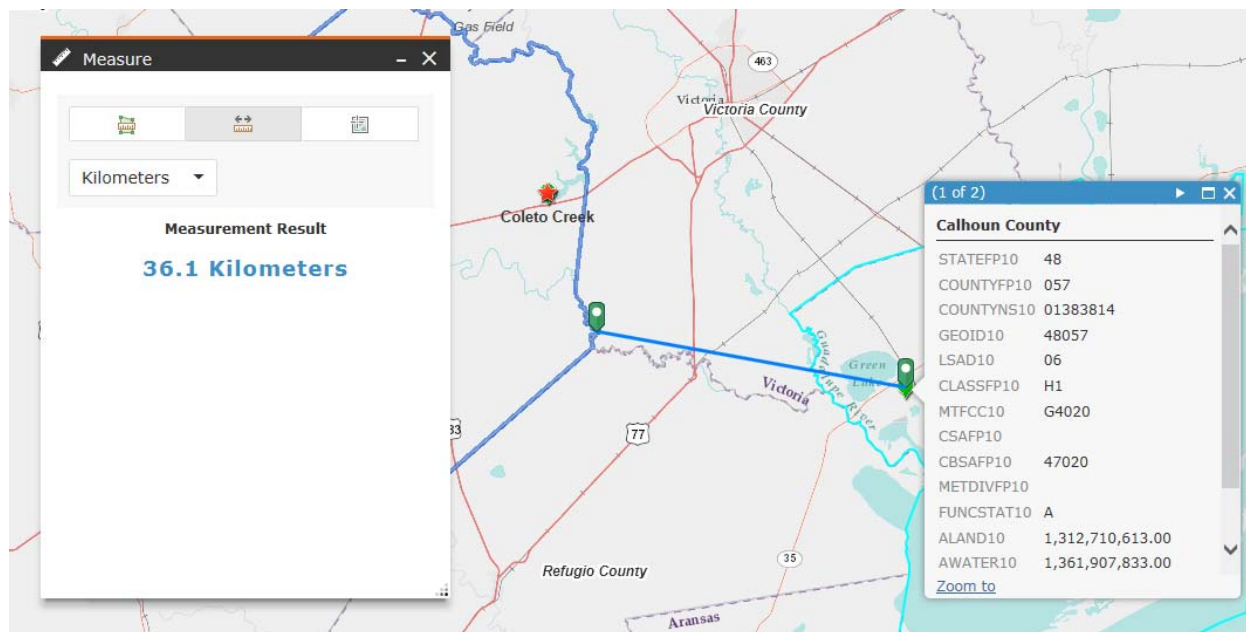 Gas Field
Measure
463
Victoria
Victoria County
Kilometers
(1 of 2)
Coleto Creek
Calhoun County
Measurement Result
36.1 Kilometers
STATEFP10 48
COUNTYFP10 057
COUNTYNS10 01383814
GEOID10 48057
LSAD10 06
CLASSFP10 H1
MTFCC10 G4020
CSAFP10
CBSAFP10 47020
METDIVFP10
FUNCSTAT10 A
ALAND10 1,312,710,613.00
AWATER10 1,361,907,833.00
Zoom to
Guadalupe River
Green
Lake
Victoria
77
35
Refugio County
Aransas